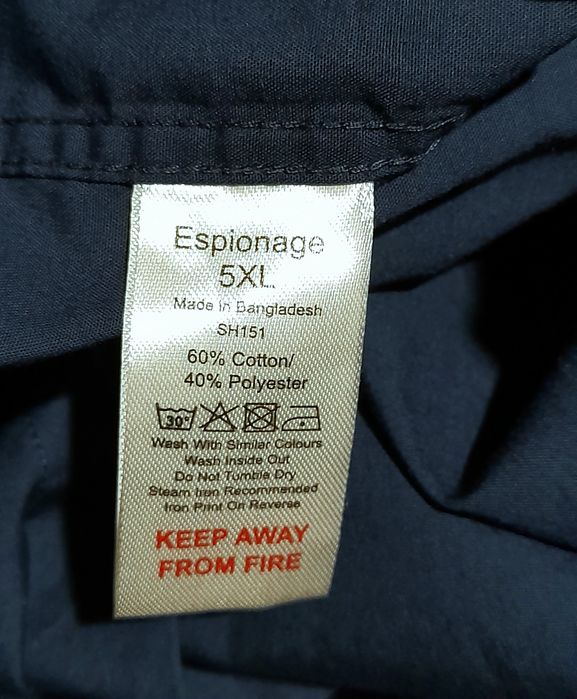 Espionage
5XL
Made in Bangladesh
SH151
60% Cotton/
40% Polyester
30°
Wash With Similar Colours
Wash Inside Out
Do Not Tumble Dry
Steam Iron Recommended
Iron Print On Reverse
KEEP AWAY
FROM FIRE